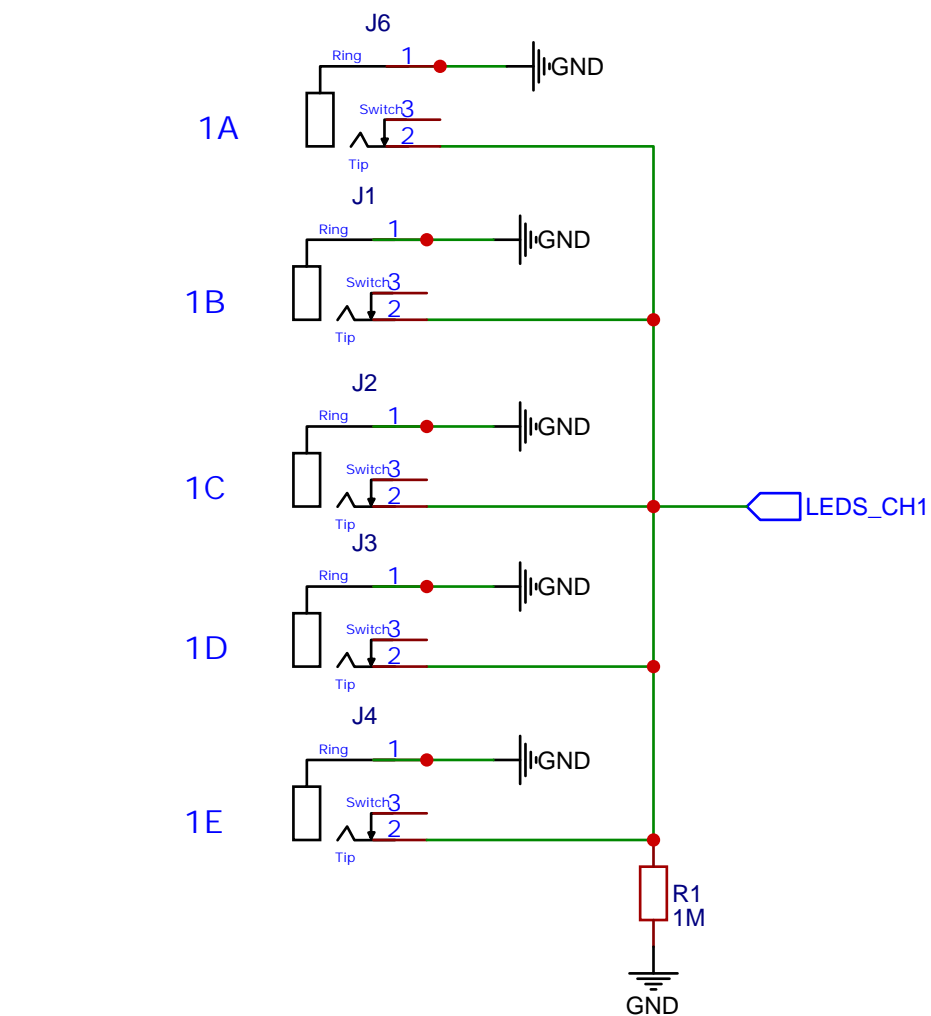 J6
Ring 1
GND
Switch 3
1A
2
Tip
J1
Ring 1
GND
Switch 3
1B
2
Tip
J2
Ring 1
GND
Switch 3
1C
2
LEDS_CH1
Tip
J3
Ring 1
GND
Switch 3
1D
2
Tip
J4
Ring 1
GND
Switch 3
1E
2
Tip
R1
1M
GND